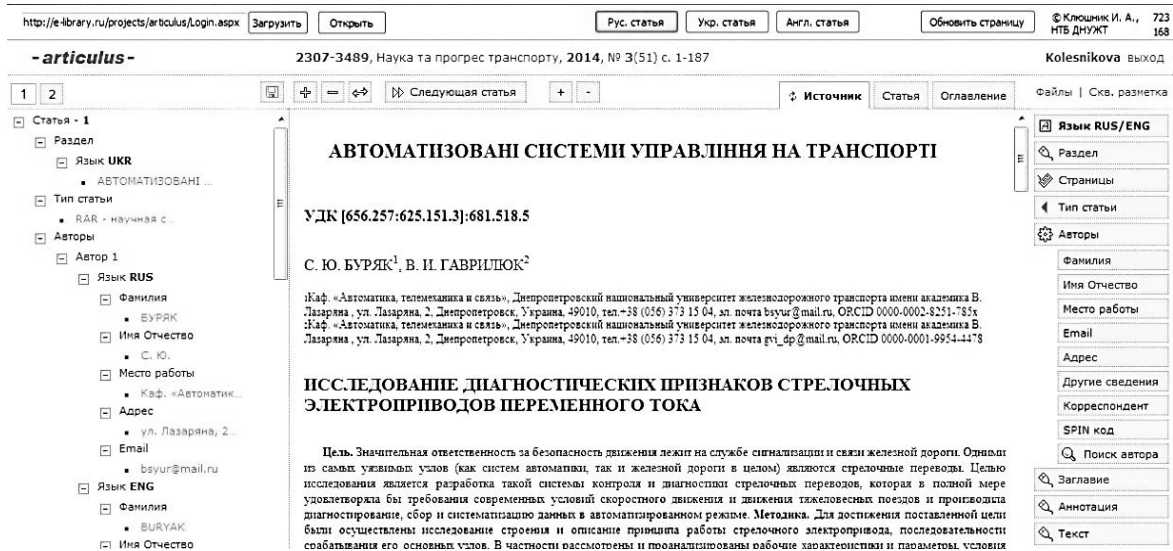 http://e-library.ru/projects/articulus/Login.aspx Загрузить Открыть Рус. статья Укр. статья Англ. статья Обновить страницу © Клюшник И. А., НТБ ДНУЖТ 723 168
-articulus- 2307-3489, Наука та прогрес транспорту, 2014, № 3(51) с. 1-187 Kolesnikova выход
1 2 Следующая статья + - Источник Статья Оглавление Файлы | Скв. разметка
Статья - 1
Раздел
Язык UKR
АВТОМАТИЗОВАНІ ...
Тип статьи
RAR - научная с...
Авторы
Автор 1
Язык RUS
Фамилия
БУРЯК
Имя Отчество
С. Ю.
Место работы
Каф. «Автоматик...
Адрес
ул. Лазаряна, 2...
Email
bsyur@mail.ru
Язык ENG
Фамилия
BURYAK
Имя Отчество
АВТОМАТИЗОВАНІ СИСТЕМИ УПРАВЛІННЯ НА ТРАНСПОРТІ
УДК [656.257:625.151.3]:681.518.5
С. Ю. БУРЯК1, В. И. ГАВРИЛЮК2
1Каф. «Автоматика, телемеханика и связь», Днепропетровский национальный университет железнодорожного транспорта имени академика В.
Лазаряна , ул. Лазаряна, 2, Днепропетровск, Украина, 49010, тел.+38 (056) 373 15 04, эл. почта bsyur@mail.ru, ORCID 0000-0002-8251-785x
2Каф. «Автоматика, телемеханика и связь», Днепропетровский национальный университет железнодорожного транспорта имени академика В.
Лазаряна , ул. Лазаряна, 2, Днепропетровск, Украина, 49010, тел.+38 (056) 373 15 04, эл. почта gvi_dp@mail.ru, ORCID 0000-0001-9954-4478
ИССЛЕДОВАНИЕ ДИАГНОСТИЧЕСКИХ ПРИЗНАКОВ СТРЕЛОЧНЫХ
ЭЛЕКТРОПРИВОДОВ ПЕРЕМЕННОГО ТОКА
Цель. Значительная ответственность за безопасность движения лежит на службе сигнализации и связи железной дороги. Одними
из самых уязвимых узлов (как систем автоматики, так и железной дороги в целом) являются стрелочные переводы. Целью
исследования является разработка такой системы контроля и диагностики стрелочных переводов, которая в полной мере
удовлетворяла бы требования современных условий скоростного движения и движения тяжеловесных поездов и производила
диагностирование, сбор и систематизацию данных в автоматизированном режиме. Методика. Для достижения поставленной цели
были осуществлены исследование строения и описание принципа работы стрелочного электропривода, последовательности
срабатывания его основных узлов. В частности рассмотрены и проанализированы рабочие характеристики и параметры, условия
Язык RUS/ENG
Раздел
Страницы
Тип статьи
Авторы
Фамилия
Имя Отчество
Место работы
Email
Адрес
Другие сведения
Корреспондент
SPIN код
Поиск автора
Заглавие
Аннотация
Текст